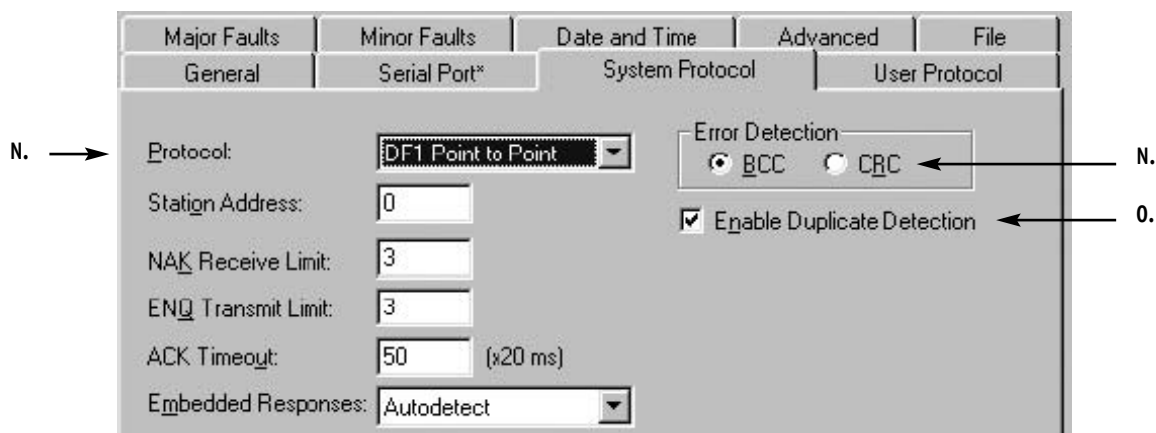 Major Faults Minor Faults Date and Time Advanced File
General Serial Port* System Protocol User Protocol
N. Protocol: DF1 Point to Point
Error Detection
BCC CRC N.
Station Address: 0
Enable Duplicate Detection O.
NAK Receive Limit: 3
ENQ Transmit Limit: 3
ACK Timeout: 50 (x20 ms)
Embedded Responses: Autodetect